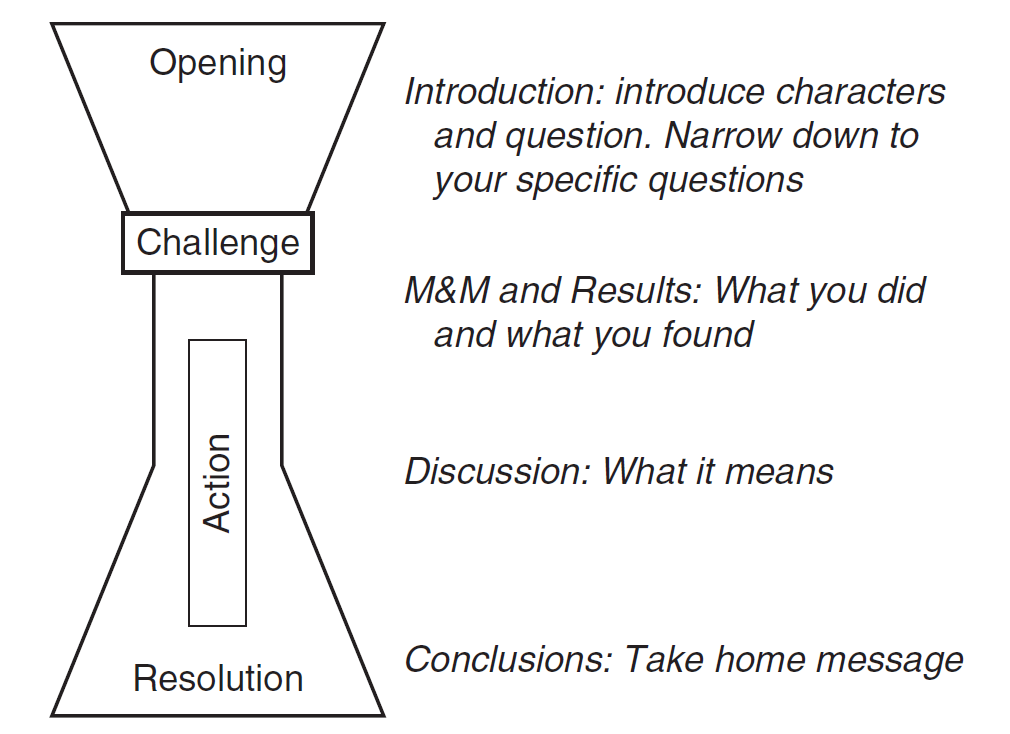 Opening
Introduction: introduce characters
and question. Narrow down to
your specific questions
Challenge
M&M and Results: What you did
and what you found
Action
Discussion: What it means
Resolution
Conclusions: Take home message